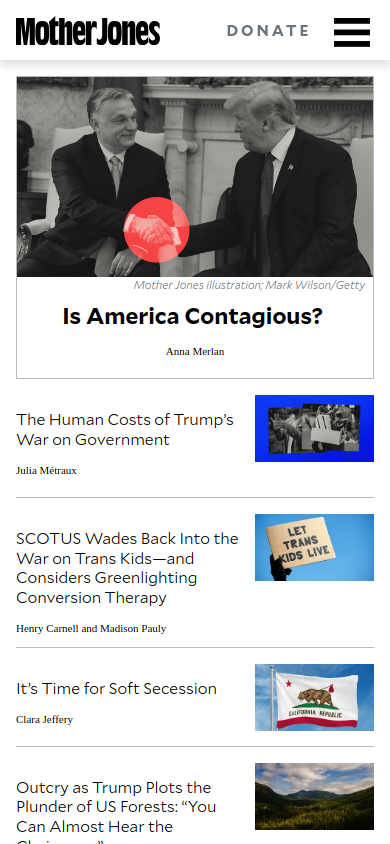 Mother Jones
DONATE
Mother Jones illustration; Mark Wilson/Getty
Is America Contagious?
Anna Merlan
The Human Costs of Trump’s
War on Government
Julia Métraux
SCOTUS Wades Back Into the
War on Trans Kids—and
Considers Greenlighting
Conversion Therapy
Henry Carnell and Madison Pauly
LET
TRANS
KIDS LIVE
It’s Time for Soft Secession
Clara Jeffery
CALIFORNIA REPUBLIC
Outcry as Trump Plots the
Plunder of US Forests: “You
Can Almost Hear the